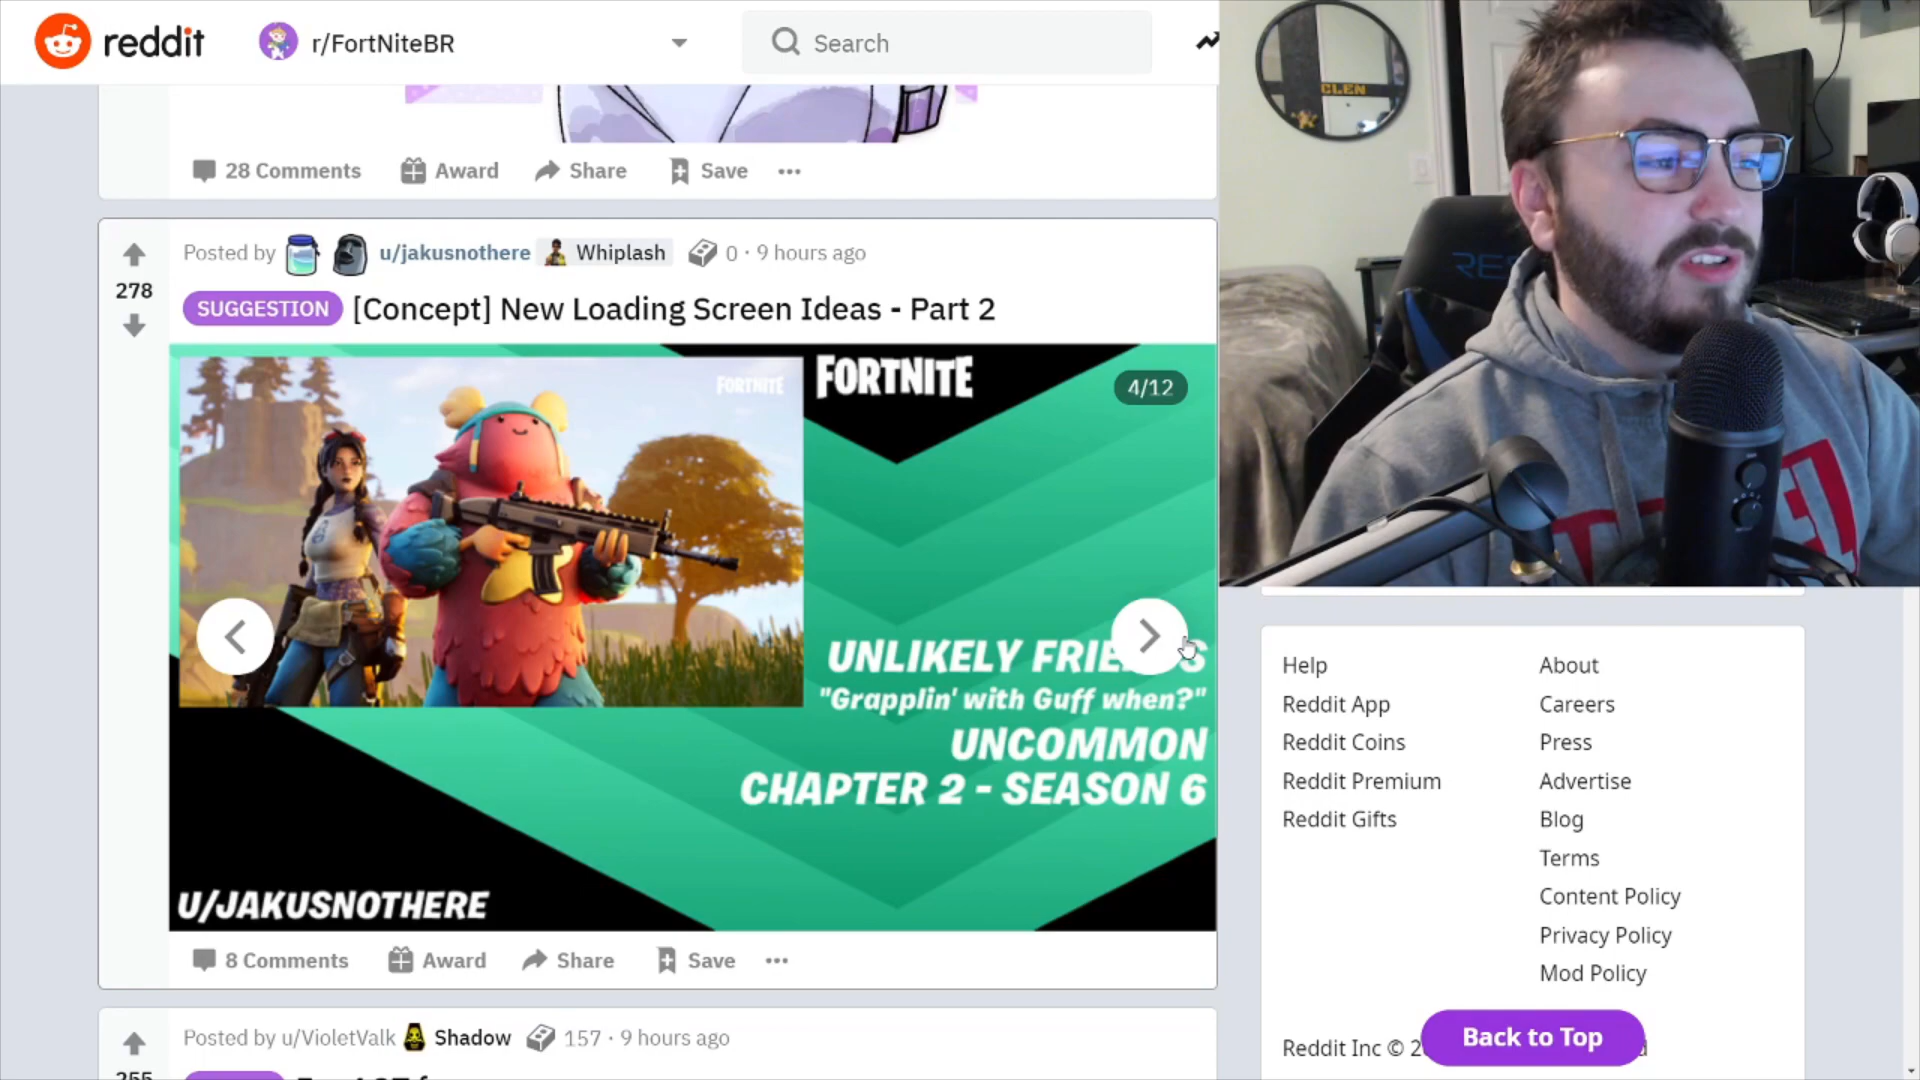 reddit
r/FortNiteBR
Search
CLEN
28 Comments
Award
Share
Save
Posted by
u/jakusnothere
Whiplash
0 · 9 hours ago
278
SUGGESTION
[Concept] New Loading Screen Ideas - Part 2
FORTNITE
FORTNITE
4/12
UNLIKELY
"Grapplin' with Guff when?"
UNCOMMON
CHAPTER 2 - SEASON 6
U/JAKUSNOTHERE
8 Comments
Award
Share
Save
Posted by u/VioletValk
Shadow
157 · 9 hours ago
Help
About
Reddit App
Careers
Reddit Coins
Press
Reddit Premium
Advertise
Reddit Gifts
Blog
Terms
Content Policy
Privacy Policy
Mod Policy
Reddit Inc ©
Back to Top